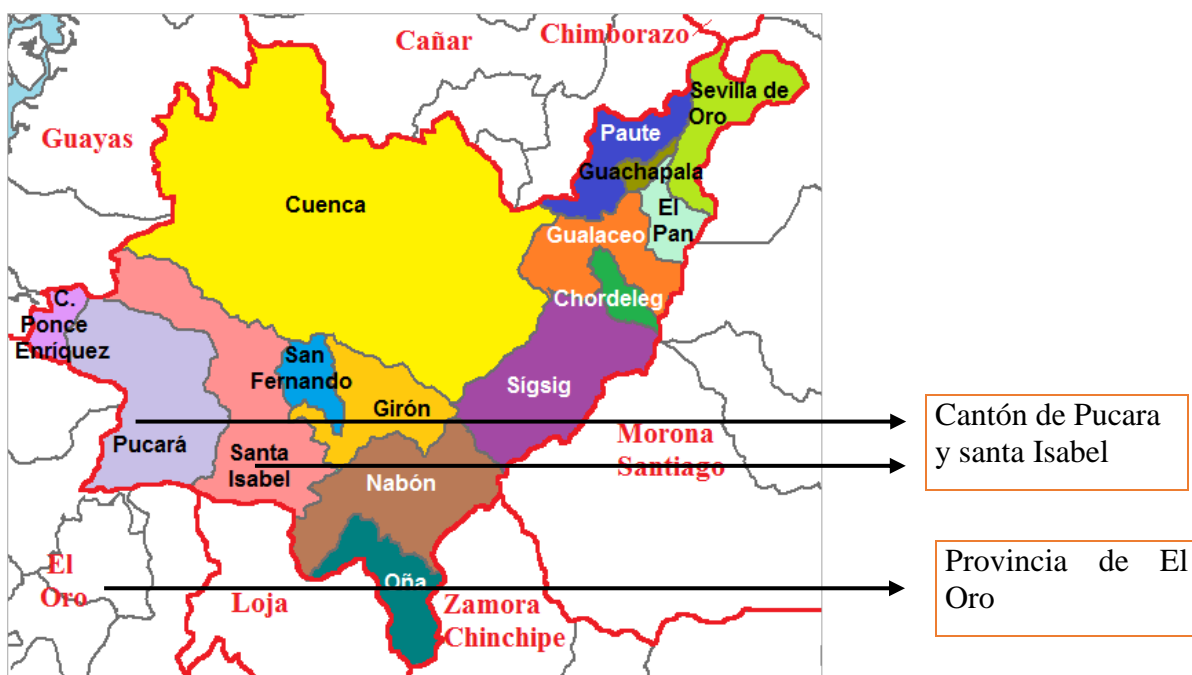 Cañar
Chimborazo
Guayas
Sevilla de
Oro
Paute
Guachapala
El
Pan
Cuenca
Gualaceo
Chordeleg
C.
Ponce
Enríquez
San
Fernando
Sígsig
Girón
Pucará
Santa
Isabel
Nabón
Morona
Santiago
Cantón de Pucara
y santa Isabel
El
Oro
Loja
Oña
Zamora
Chinchipe
Provincia de El
Oro